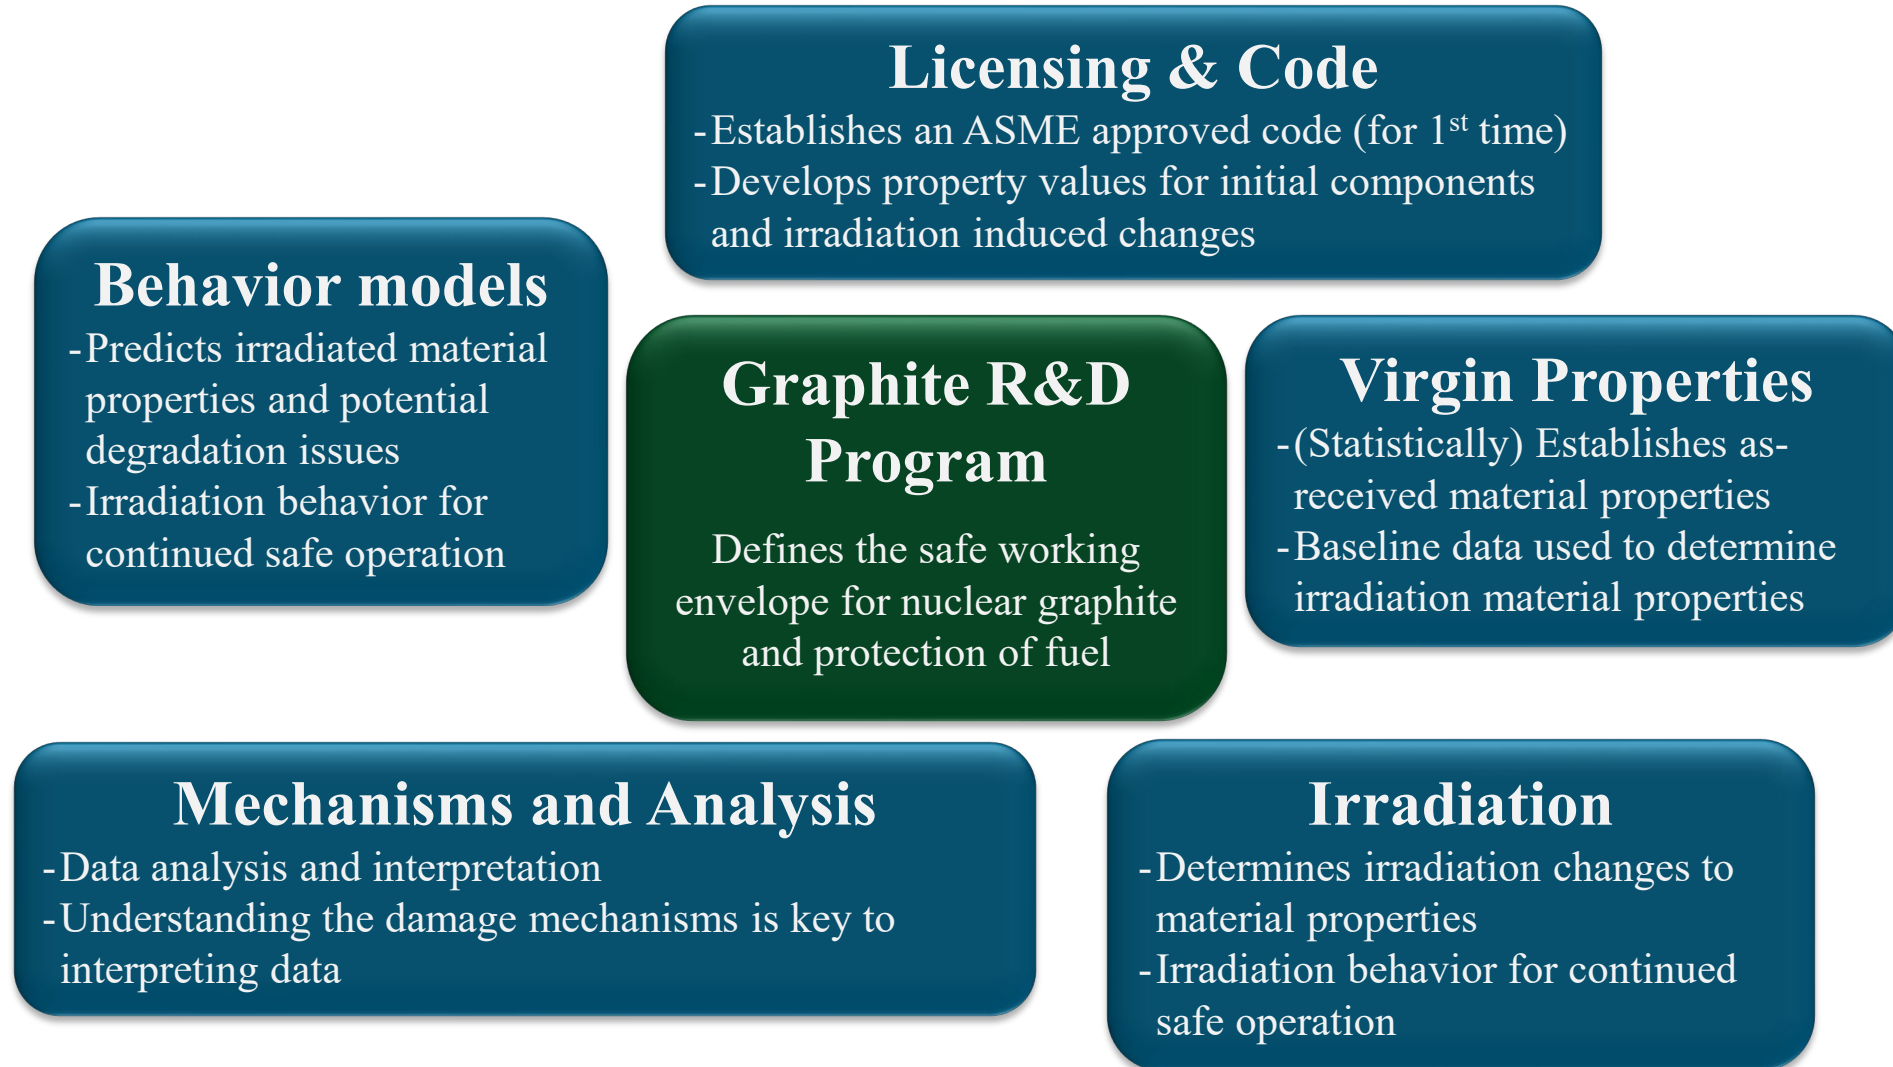 Licensing & Code
-Establishes an ASME approved code (for 1st time)
-Develops property values for initial components
and irradiation induced changes
Behavior models
-Predicts irradiated material
properties and potential
degradation issues
-Irradiation behavior for
continued safe operation
Graphite R&D
Program
Defines the safe working
envelope for nuclear graphite
and protection of fuel
Virgin Properties
-(Statistically) Establishes as-
received material properties
-Baseline data used to determine
irradiation material properties
Mechanisms and Analysis
-Data analysis and interpretation
-Understanding the damage mechanisms is key to
interpreting data
Irradiation
-Determines irradiation changes to
material properties
-Irradiation behavior for continued
safe operation